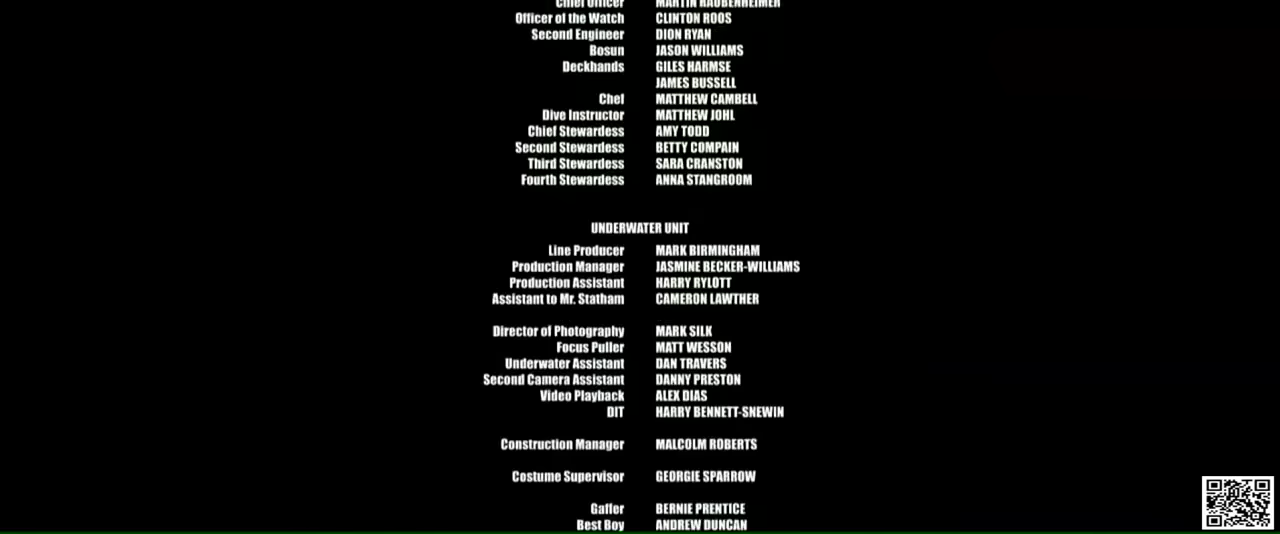 Chief Officer MARTIN RAUBENHEIMER
Officer of the Watch CLINTON ROOS
Second Engineer DION RYAN
Bosun JASON WILLIAMS
Deckhands GILES HARMSE
JAMES BUSSELL
Chef MATTHEW CAMBELL
Dive Instructor MATTHEW JOHL
Chief Stewardess AMY TODD
Second Stewardess BETTY COMPAIN
Third Stewardess SARA CRANSTON
Fourth Stewardess ANNA STANGROOM
UNDERWATER UNIT
Line Producer MARK BIRMINGHAM
Production Manager JASMINE BECKER-WILLIAMS
Production Assistant HARRY RYLOTT
Assistant to Mr. Statham CAMERON LAWTHER
Director of Photography MARK SILK
Focus Puller MATT WESSON
Underwater Assistant DAN TRAVERS
Second Camera Assistant DANNY PRESTON
Video Playback ALEX DIAS
DIT HARRY BENNETT-SNEWIN
Construction Manager MALCOLM ROBERTS
Costume Supervisor GEORGIE SPARROW
Gaffer BERNIE PRENTICE
Best Boy ANDREW DUNCAN